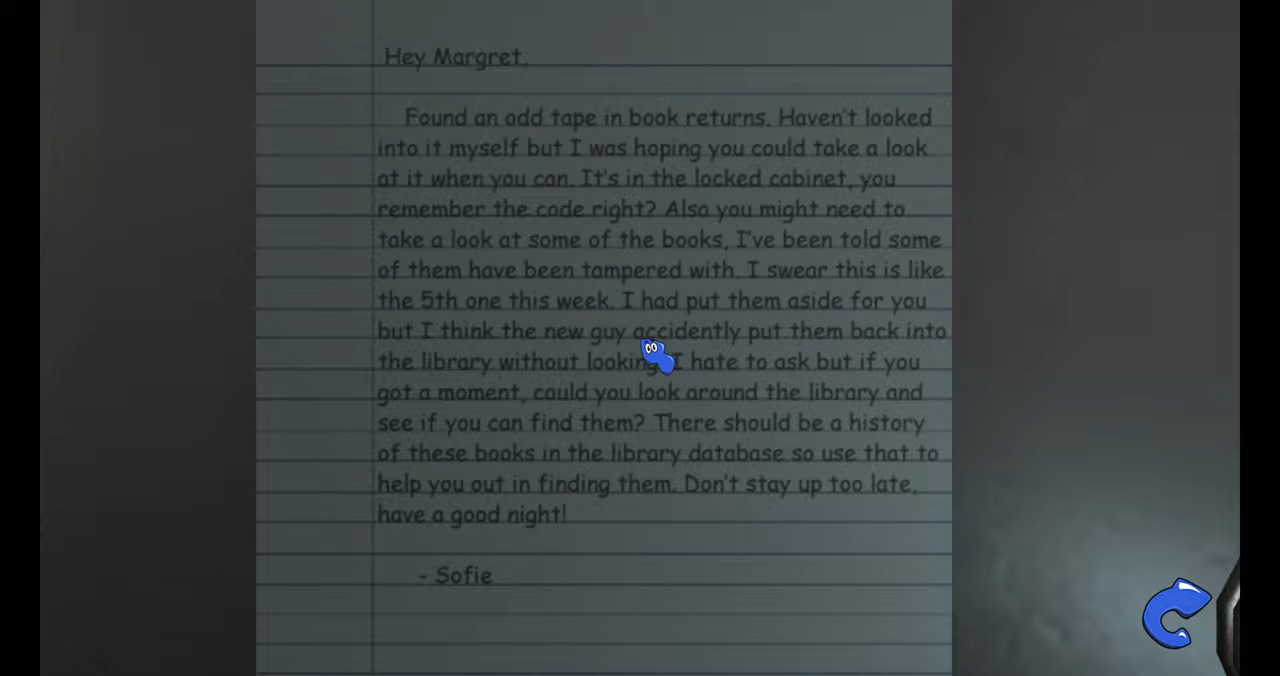 Hey Margret,
Found an odd tape in book returns. Haven't looked
into it myself but I was hoping you could take a look
at it when you can. It's in the locked cabinet, you
remember the code right? Also you might need to
take a look at some of the books, I've been told some
of them have been tampered with. I swear this is like
the 5th one this week. I had put them aside for you
but I think the new guy accidently put them back into
the library without looking. I hate to ask but if you
got a moment, could you look around the library and
see if you can find them? There should be a history
of these books in the library database so use that to
help you out in finding them. Don't stay up too late,
have a good night!
- Sofie